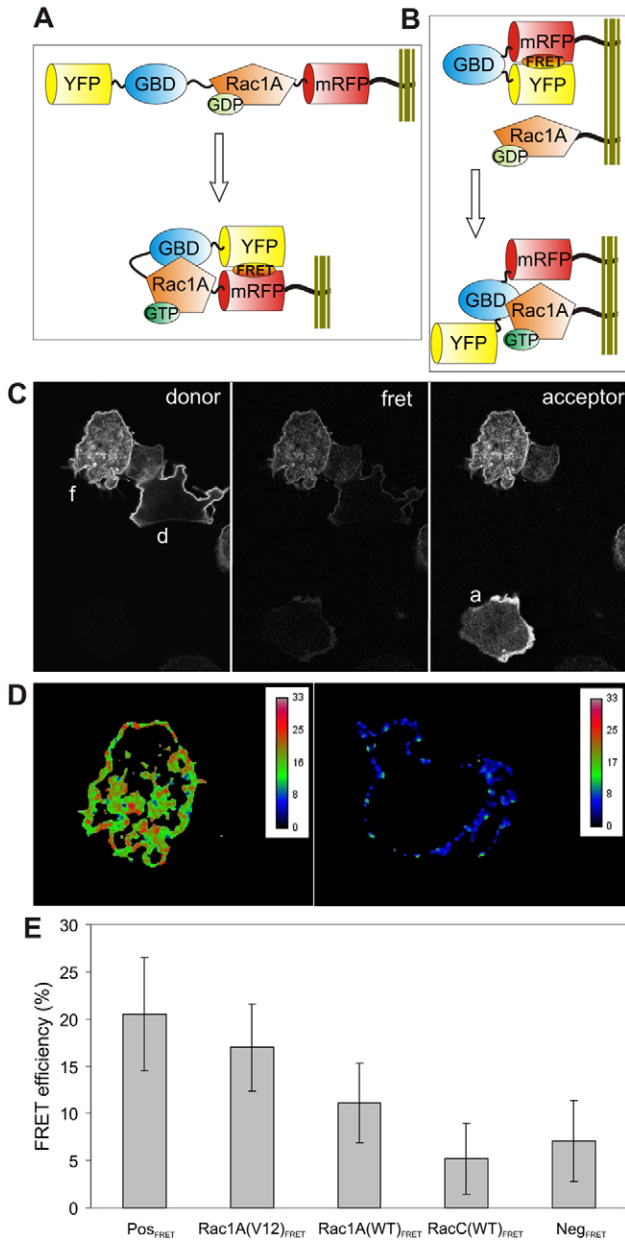 A
YFP
GBD
Rac1A
GDP
mRFP
GBD
YFP
FRET
Rac1A
mRFP
GTP
B
mRFP
GBD
FRET
YFP
Rac1A
GDP
mRFP
GBD
Rac1A
YFP
GTP
C
donor
fret
acceptor
f
d
a
D
33
25
16
8
0
33
25
16
8
0
E
FRET efficiency (%)
30
25
20
15
10
5
0
PosFRET
Rac1A(V12)FRET
Rac1A(WT)FRET
RacC(WT)FRET
NegFRET